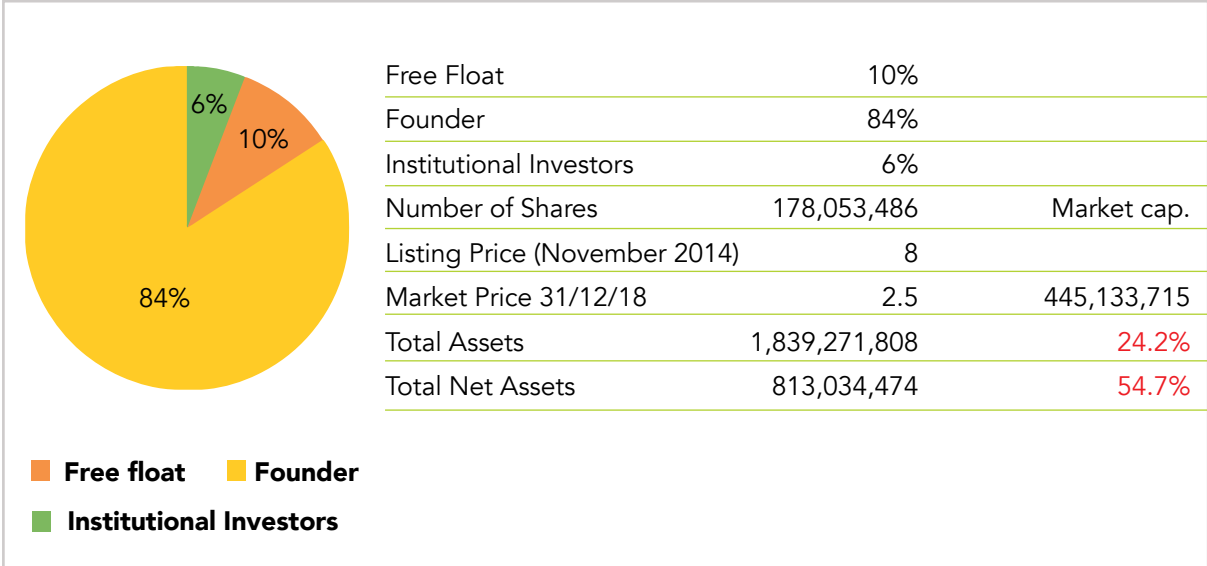 6%
10%
84%
Free Float 10%
Founder 84%
Institutional Investors 6%
Number of Shares 178,053,486 Market cap.
Listing Price (November 2014) 8
Market Price 31/12/18 2.5 445,133,715
Total Assets 1,839,271,808 24.2%
Total Net Assets 813,034,474 54.7%
Free float Founder
Institutional Investors